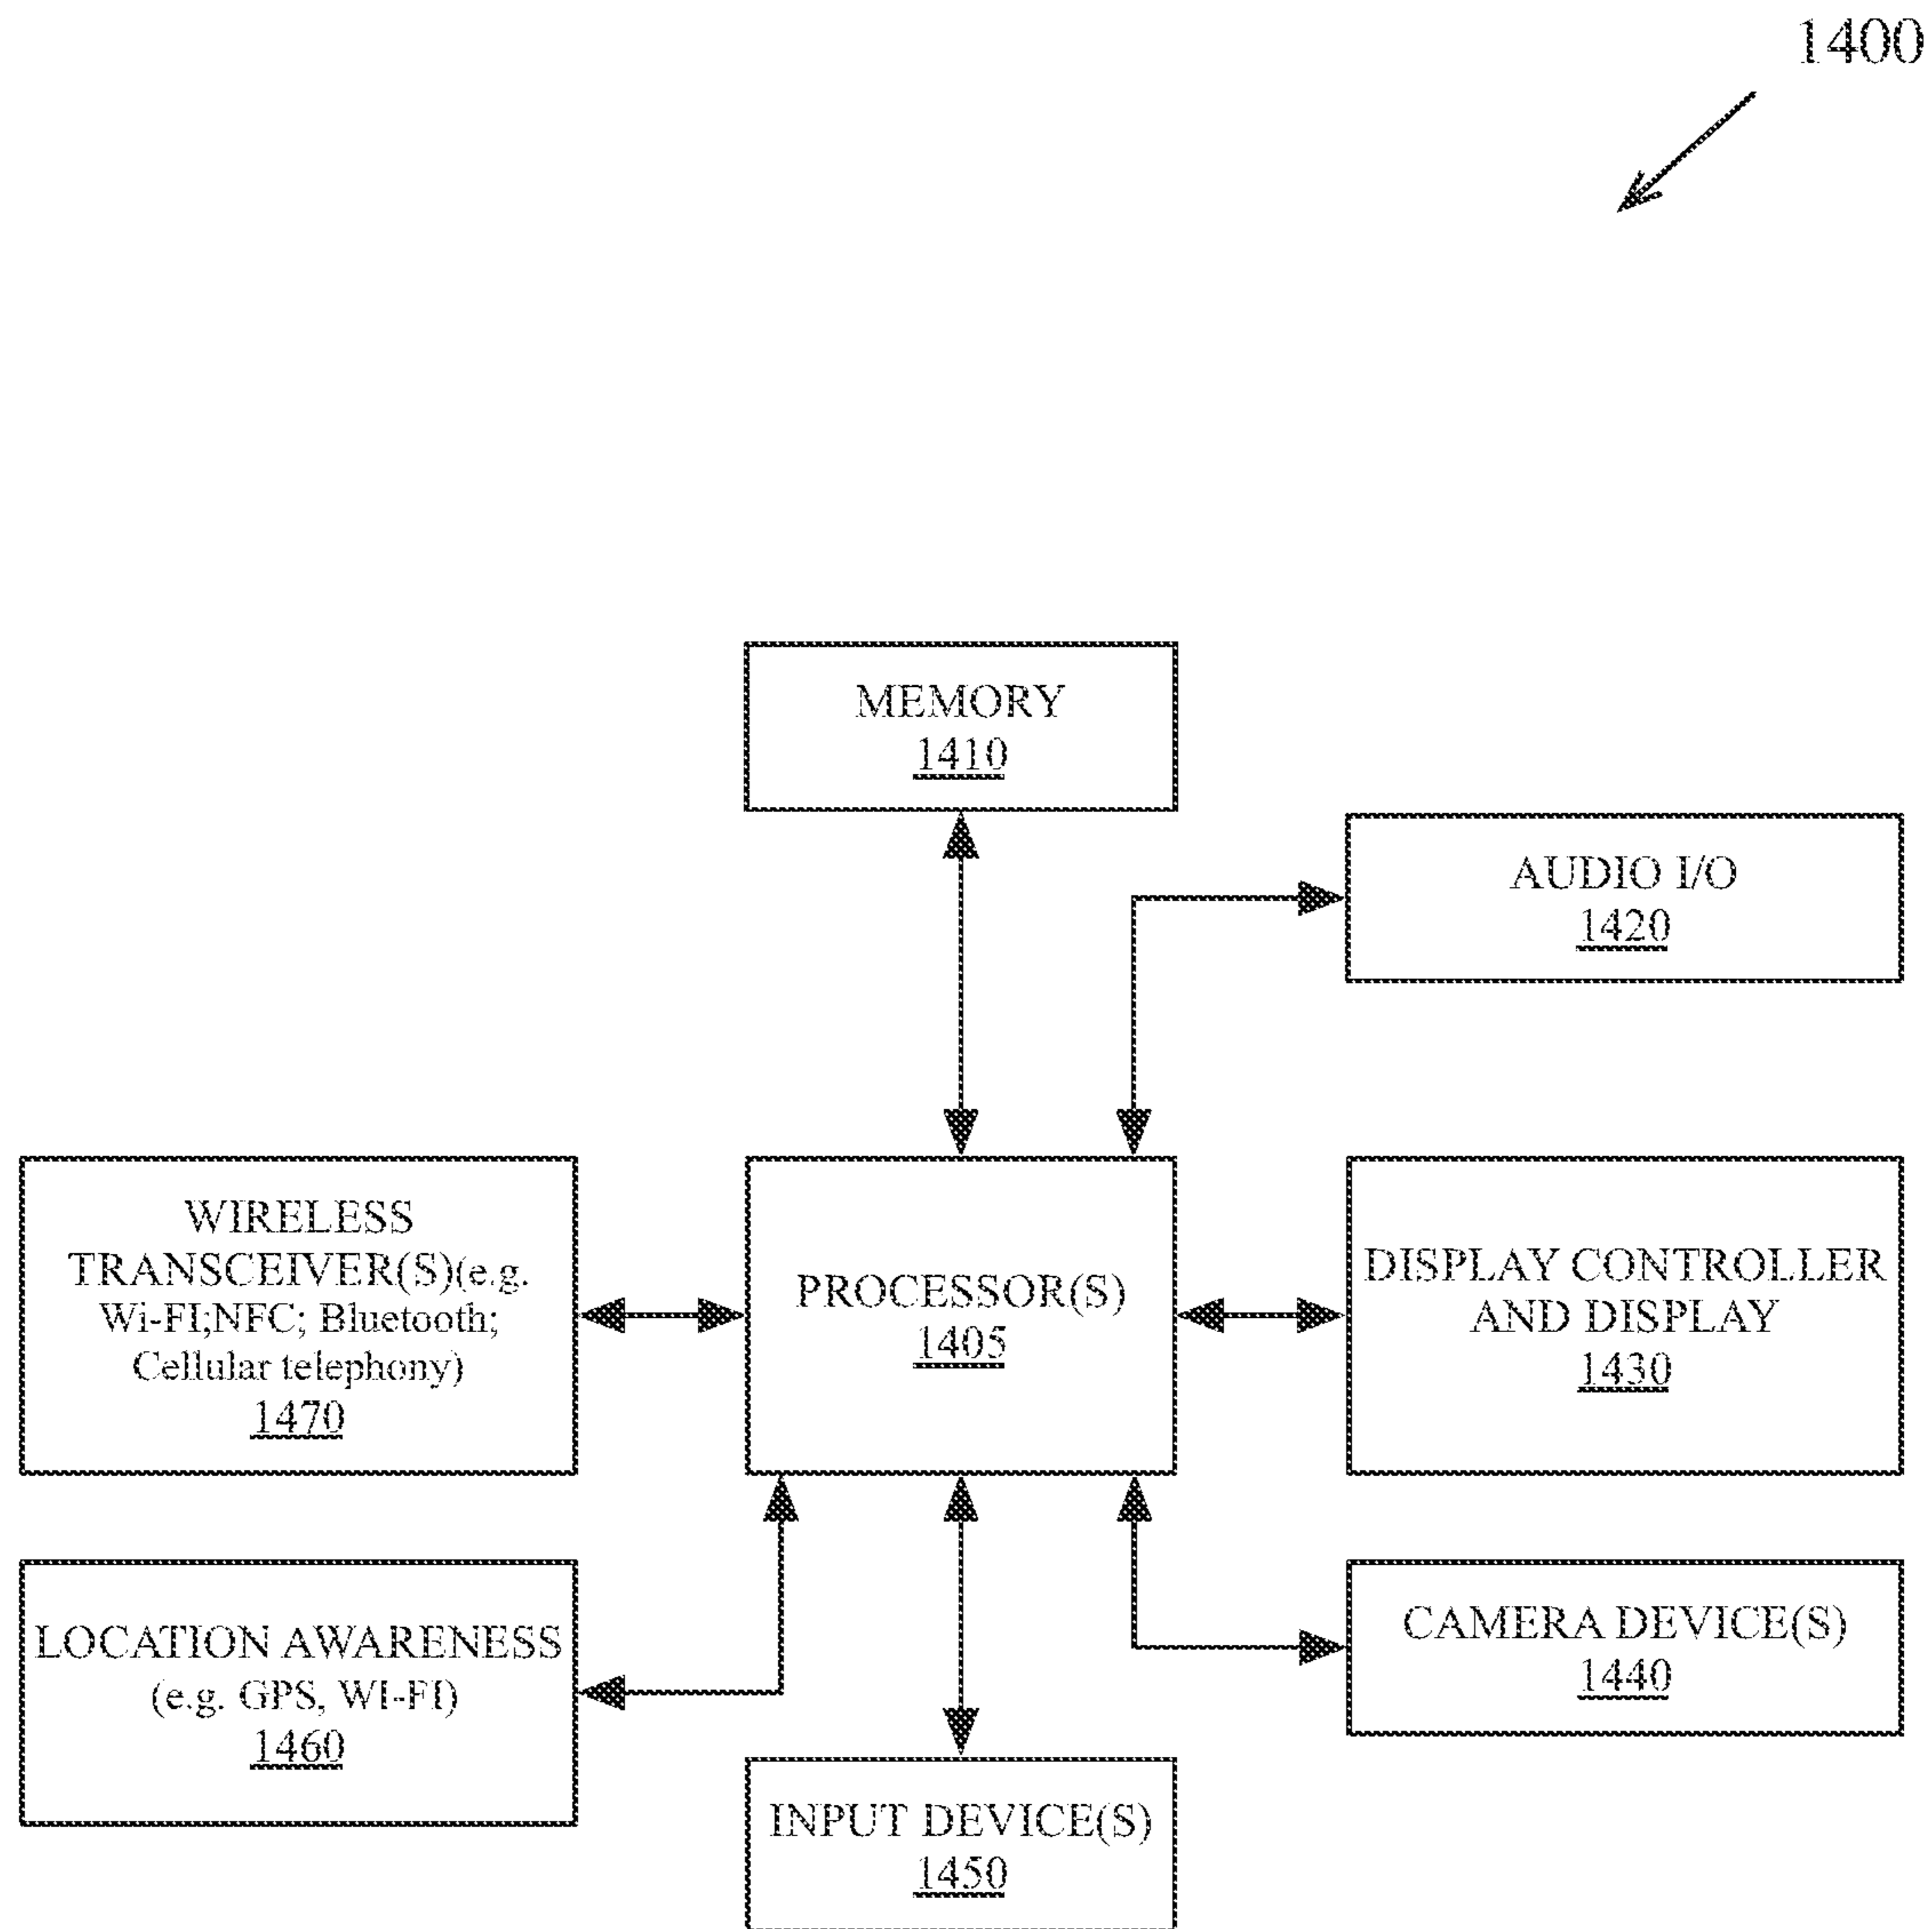 1400
MEMORY
1410
AUDIO I/O
1420
WIRELESS
TRANSCEIVER(S)(e.g.
Wi-FI;NFC; Bluetooth;
Cellular telephony)
1470
PROCESSOR(S)
1405
DISPLAY CONTROLLER
AND DISPLAY
1430
LOCATION AWARENESS
(e.g. GPS, WI-FI)
1460
CAMERA DEVICE(S)
1440
INPUT DEVICE(S)
1450